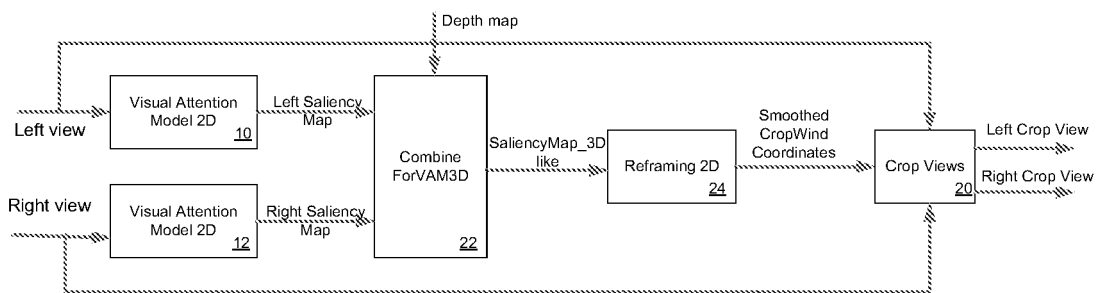 Depth map
Left view
Visual Attention
Model 2D
10
Left Saliency
Map
Right view
Visual Attention
Model 2D
12
Right Saliency
Map
Combine
ForVAM3D
22
SaliencyMap_3D
like
Reframing 2D
24
Smoothed
CropWind
Coordinates
Crop Views
20
Left Crop View
Right Crop View